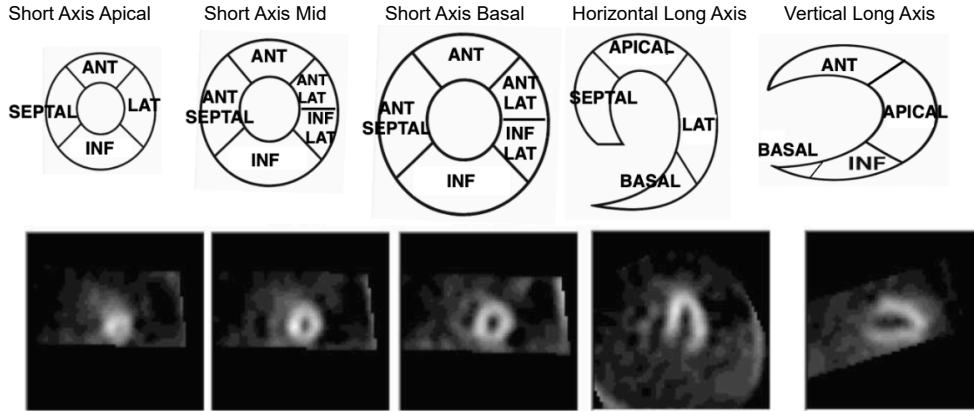 Short Axis Apical
Short Axis Mid
Short Axis Basal
Horizontal Long Axis
Vertical Long Axis
ANT
SEPTAL
LAT
INF
ANT
ANT
SEPTAL
ANT
LAT
INF
LAT
INF
ANT
ANT
SEPTAL
ANT
LAT
INF
LAT
INF
APICAL
SEPTAL
LAT
BASAL
ANT
APICAL
BASAL
INF